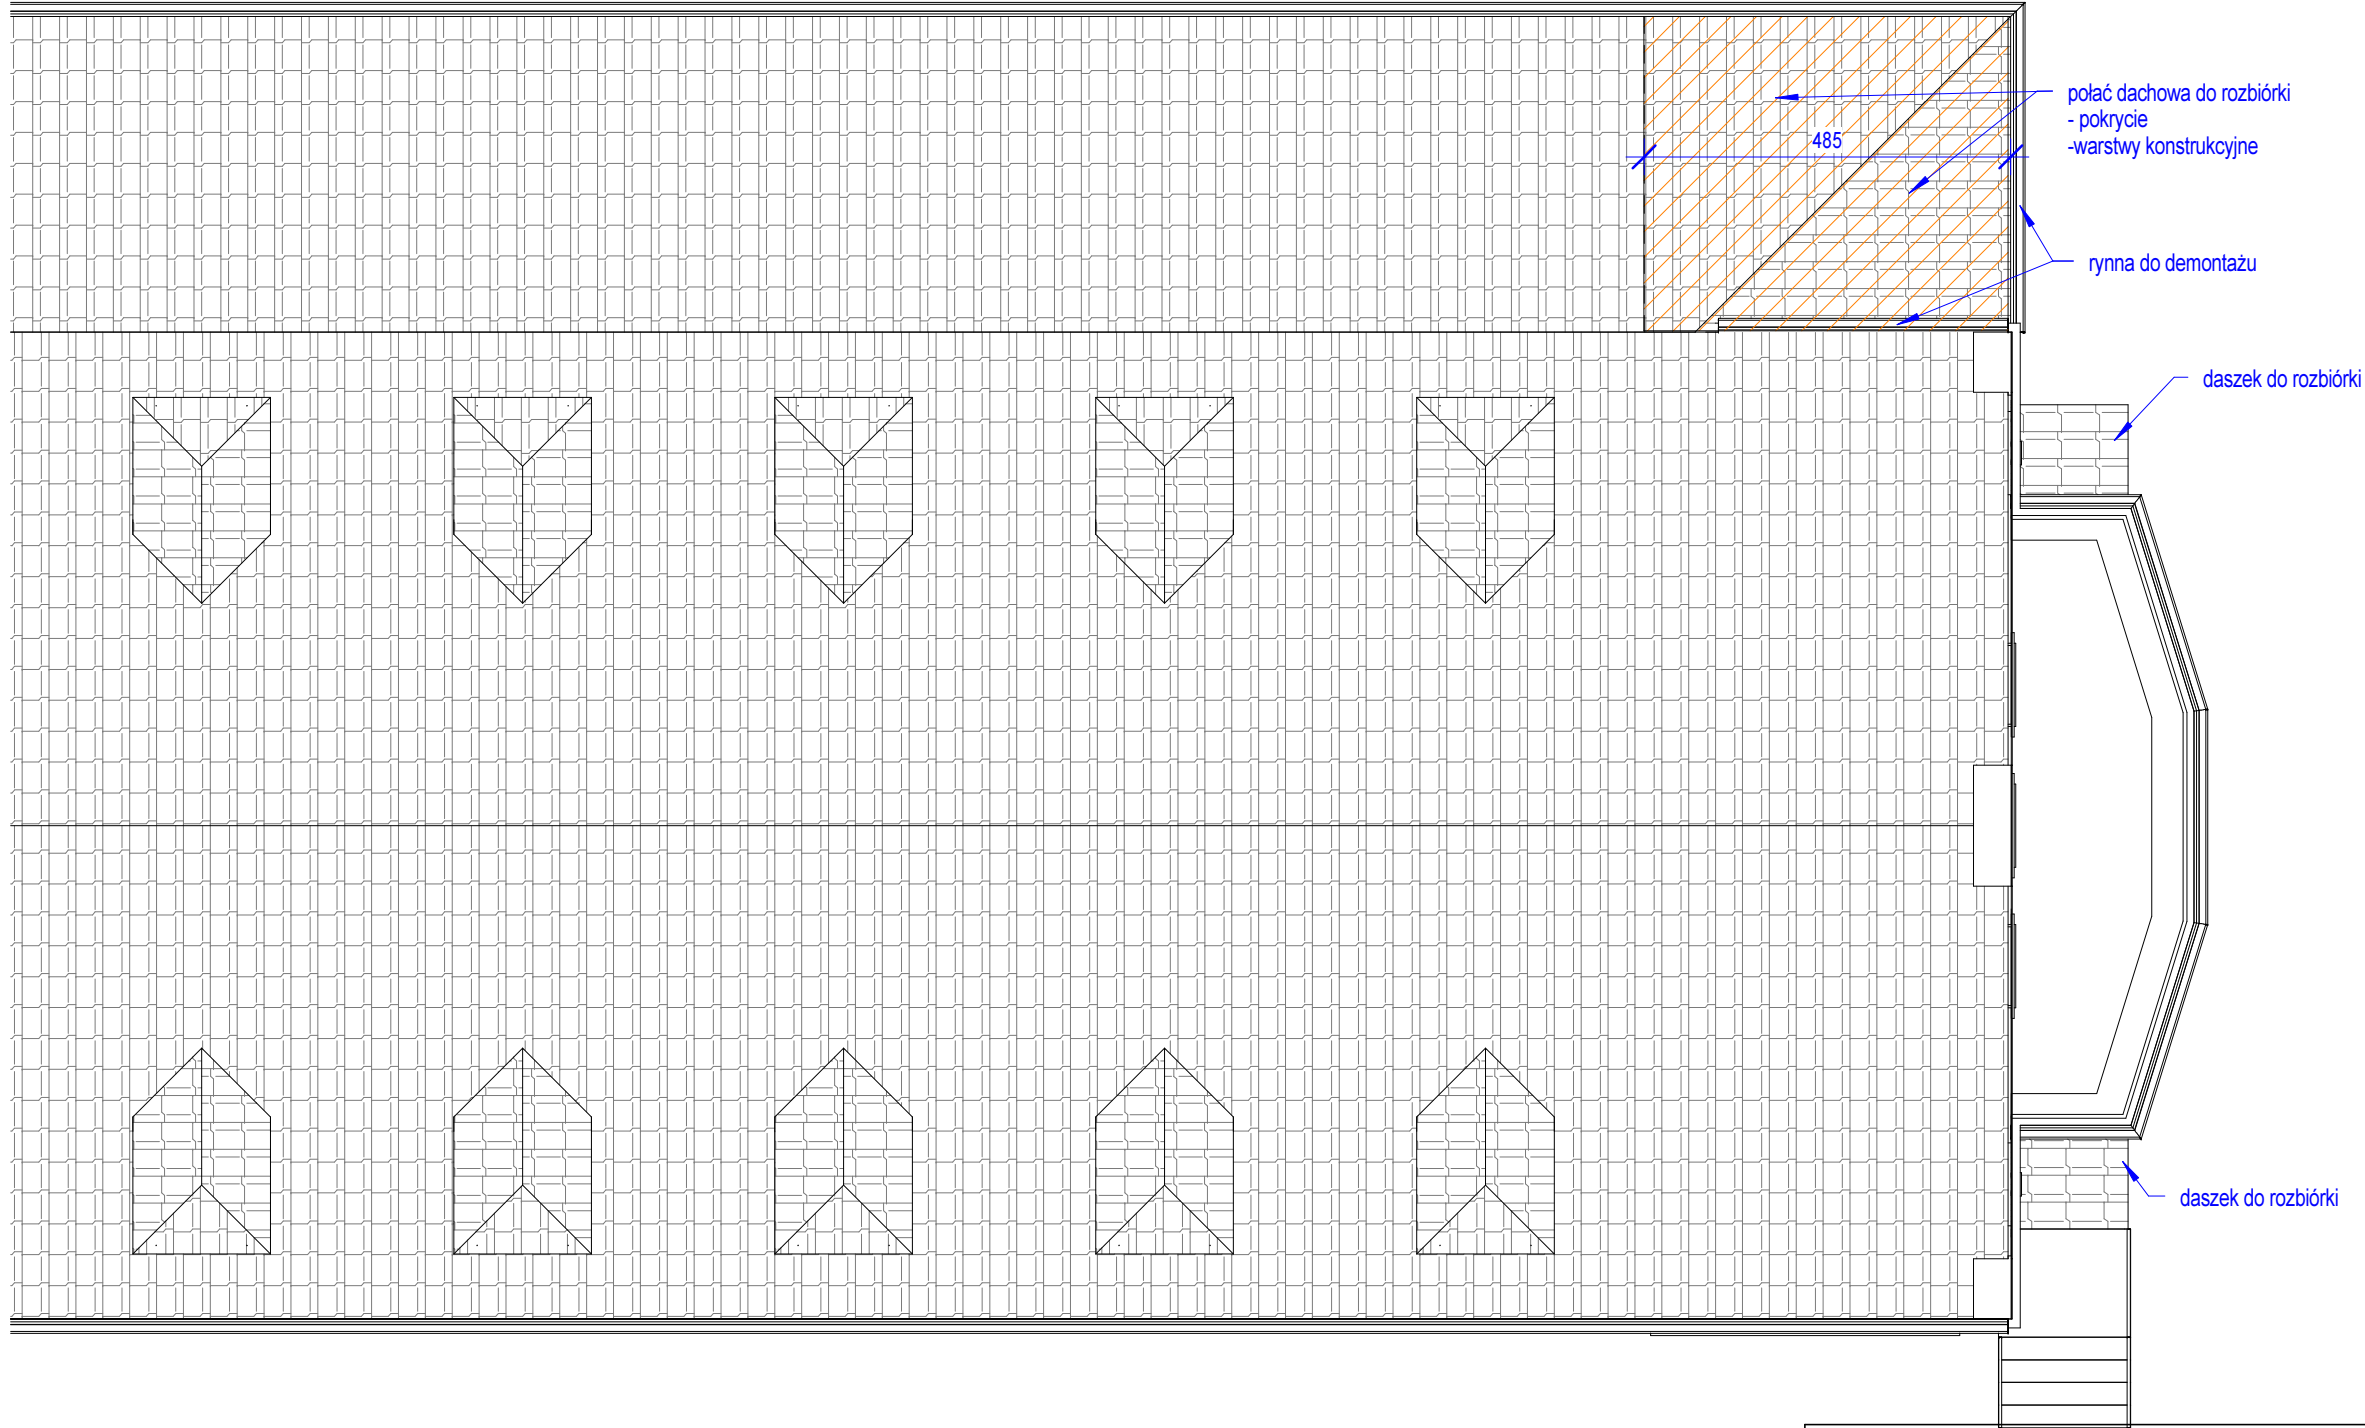 połać dachowa do rozbiórki
- pokrycie
-warstwy konstrukcyjne
485
rynna do demontażu
daszek do rozbiórki
daszek do rozbiórki